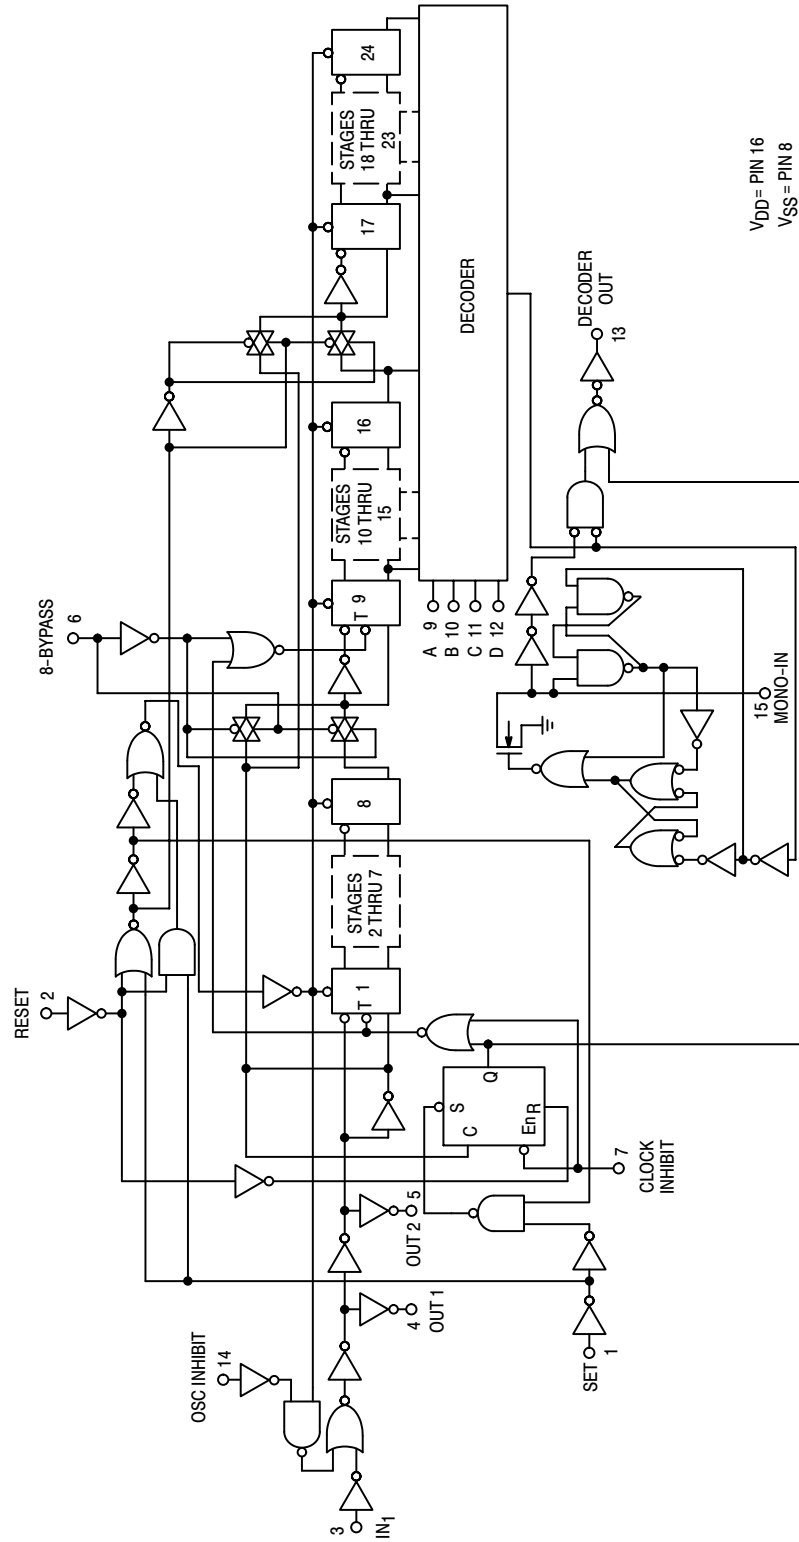 RESET
2
8-BYPASS
6
OSC INHIBIT
14
3
IN1
4
OUT 1
OUT 2
5
T 1
STAGES
2 THRU 7
8
T 9
STAGES
10 THRU
15
16
17
STAGES
18 THRU
23
24
DECODER
A 9
B 10
C 11
D 12
C
S
Q
En
R
SET
1
7
CLOCK
INHIBIT
15
MONO-IN
DECODER
OUT
13
VDD = PIN 16
VSS = PIN 8